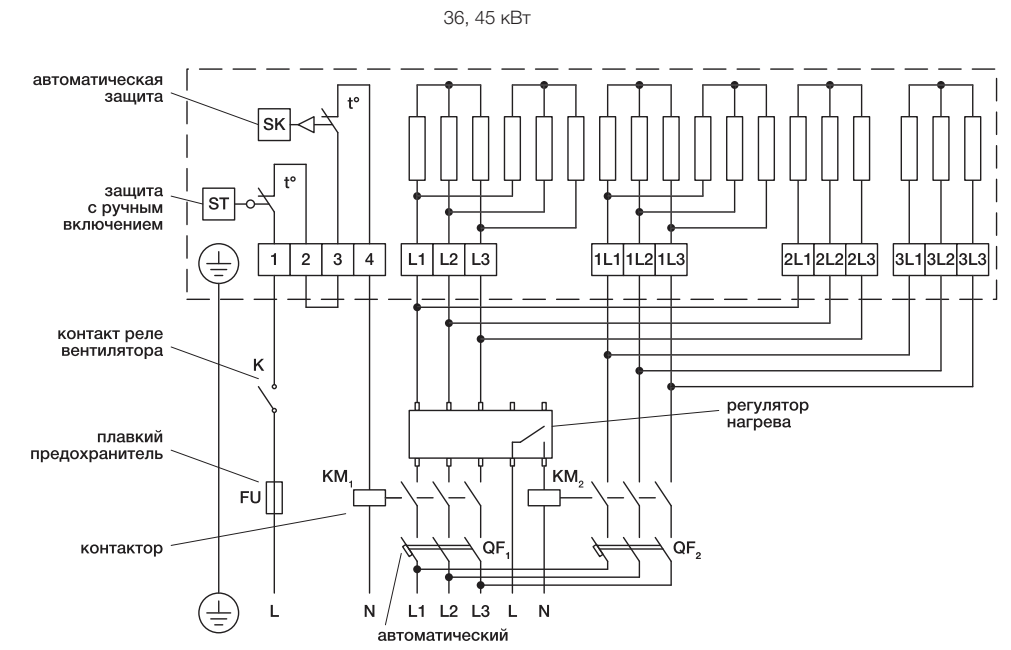 36, 45 кВт
автоматическая
защита
SK
t°
защита
с ручным
включением
ST
t°
1 2 3 4 L1 L2 L3 1L1 1L2 1L3 2L1 2L2 2L3 3L1 3L2 3L3
контакт реле
вентилятора
K
регулятор
нагрева
плавкий
предохранитель
FU
KM1
KM2
контактор
QF1
QF2
L N L1 L2 L3 L N
автоматический